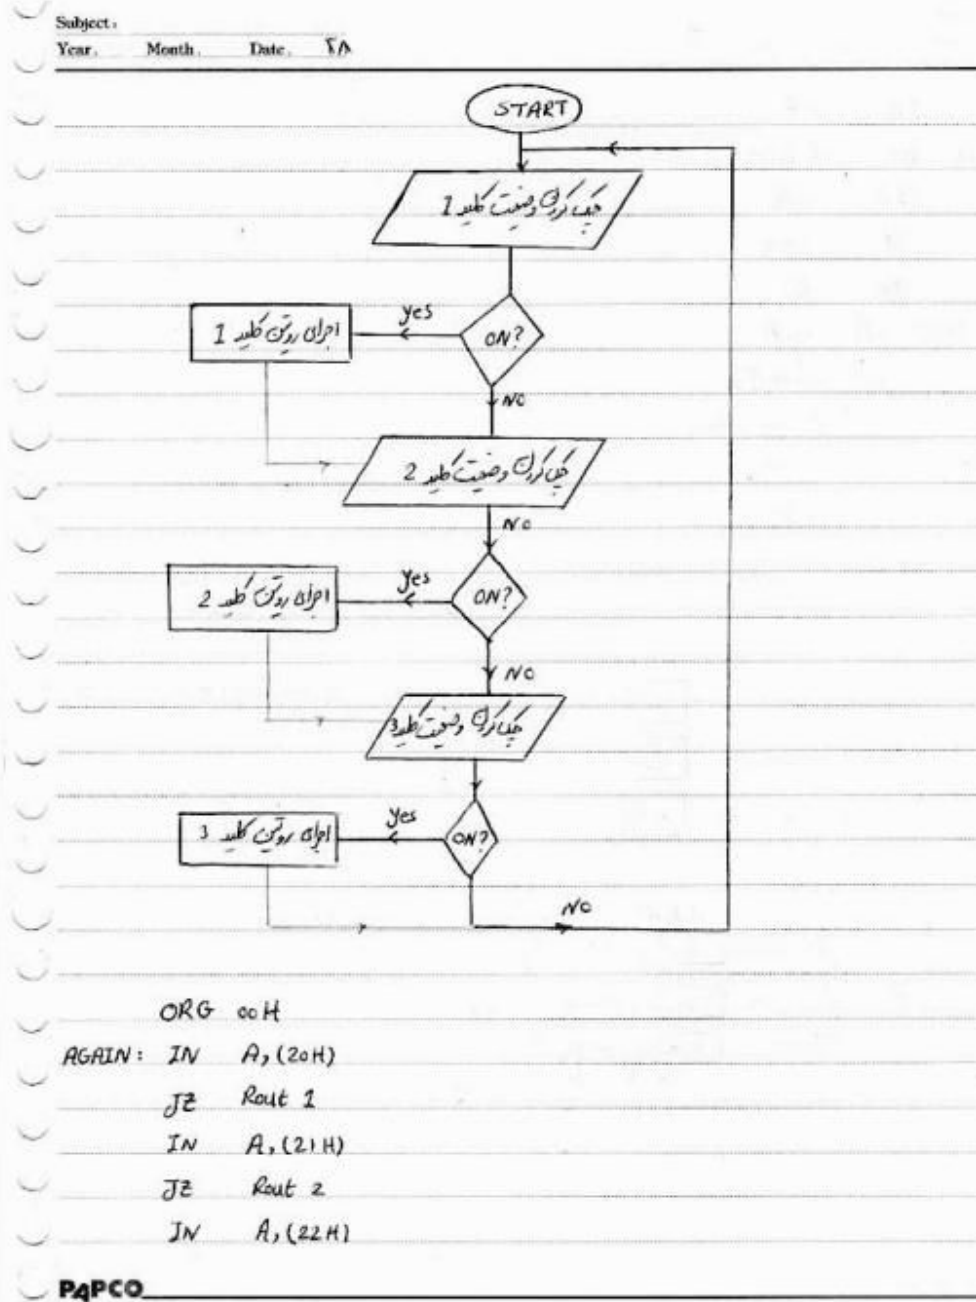 Subject:
Year. Month. Date. ۲۸
START
چک کردن وضعیت کلید 1
ON?
yes
اجرای روتین کلید 1
NO
چک کردن وضعیت کلید 2
NO
ON?
yes
اجرای روتین کلید 2
NO
چک کردن وضعیت کلید 3
ON?
yes
اجرای روتین کلید 3
NO
ORG 00H
AGAIN: IN A,(20H)
JZ Rout 1
IN A,(21H)
JZ Rout 2
IN A,(22H)
PAPCO